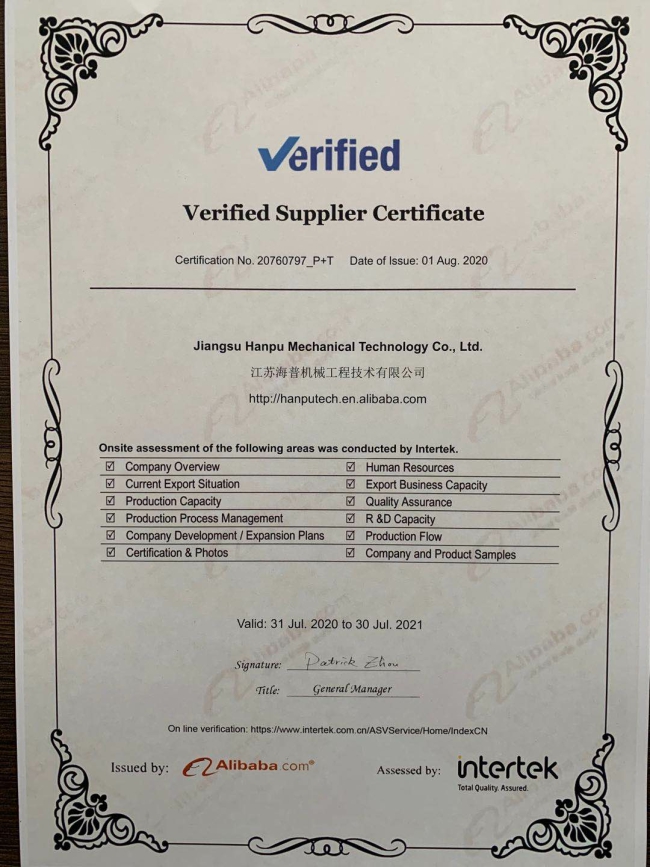 Verified
Verified Supplier Certificate
Certification No. 20760797_P+T Date of Issue: 01 Aug. 2020
Jiangsu Hanpu Mechanical Technology Co., Ltd.
江苏海普机械工程技术有限公司
http://hanputech.en.alibaba.com
Onsite assessment of the following areas was conducted by Intertek.
☑ Company Overview ☑ Human Resources
☑ Current Export Situation ☑ Export Business Capacity
☑ Production Capacity ☑ Quality Assurance
☑ Production Process Management ☑ R &D Capacity
☑ Company Development / Expansion Plans ☑ Production Flow
☑ Certification & Photos ☑ Company and Product Samples
Valid: 31 Jul. 2020 to 30 Jul. 2021
Signature: Patrick Zhou
Title: General Manager
On line verification: https://www.intertek.com.cn/ASVService/Home/IndexCN
Issued by: Alibaba.com® Assessed by: intertek
Total Quality. Assured.